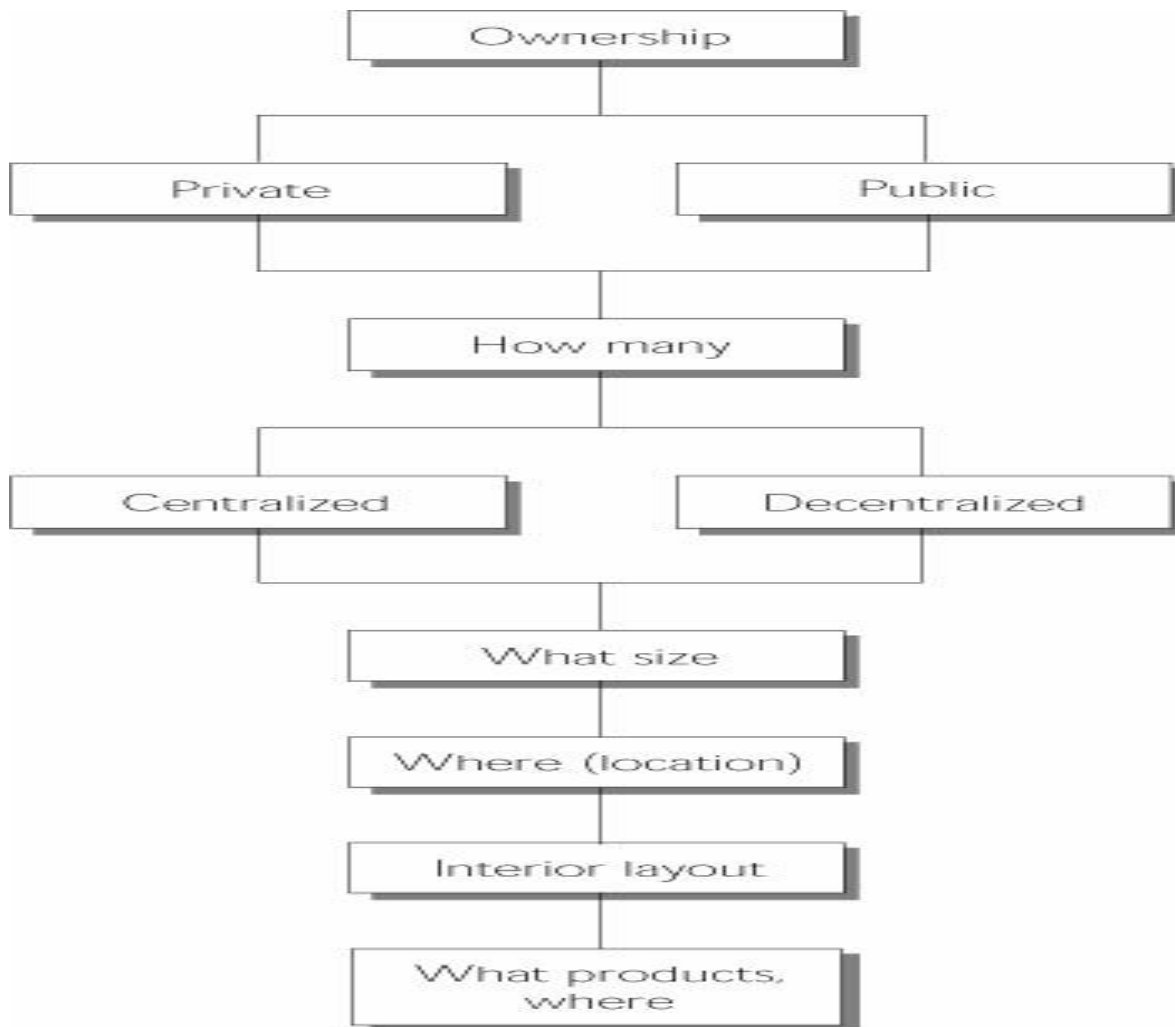 Ownership
Private
Public
How many
Centralized
Decentralized
What size
Where (location)
Interior layout
What products,
where